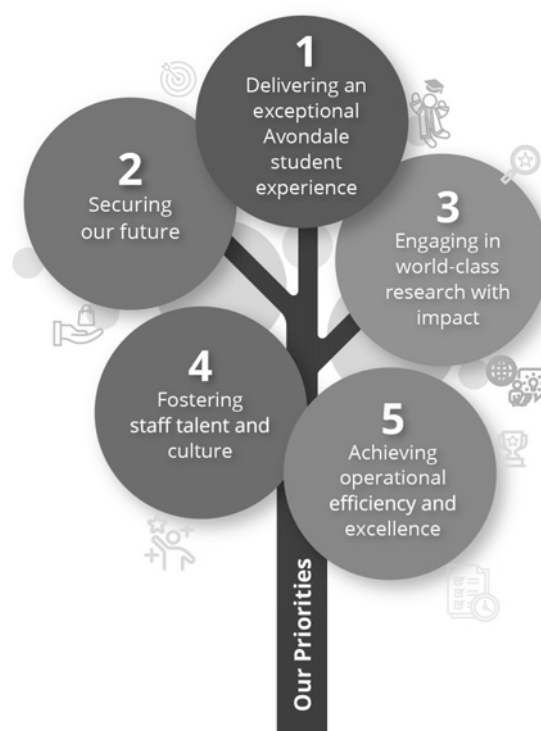 1
Delivering an
exceptional
Avondale
student
experience
2
Securing
our future
3
Engaging in
world-class
research with
impact
4
Fostering
staff talent and
culture
5
Achieving
operational
efficiency and
excellence
Our Priorities